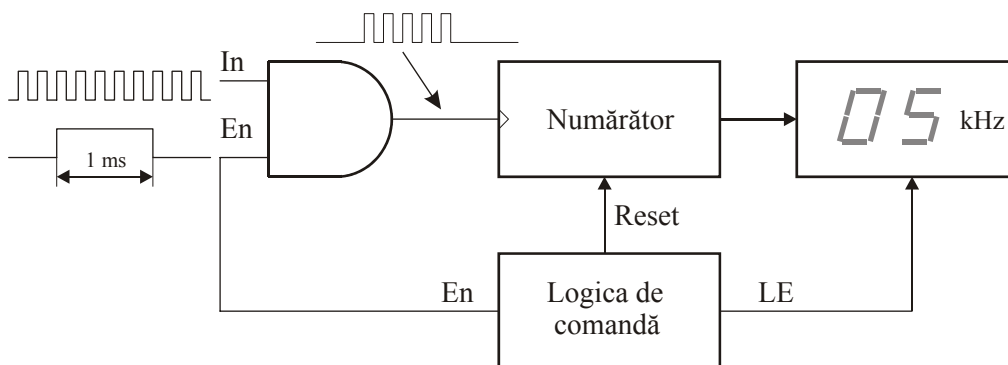 In
En
1 ms
Numărător
05 kHz
Reset
En
Logica de
comandă
LE